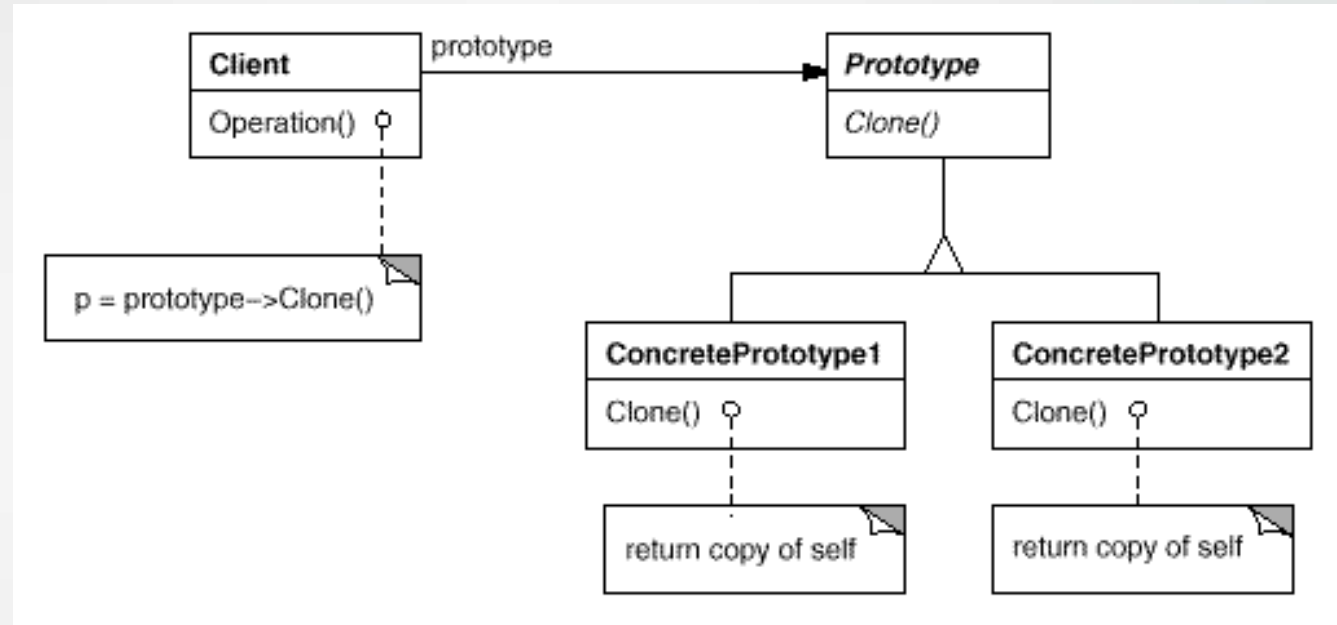 Client
prototype
Prototype
Operation()
Clone()
p = prototype–>Clone()
ConcretePrototype1
ConcretePrototype2
Clone()
Clone()
return copy of self
return copy of self